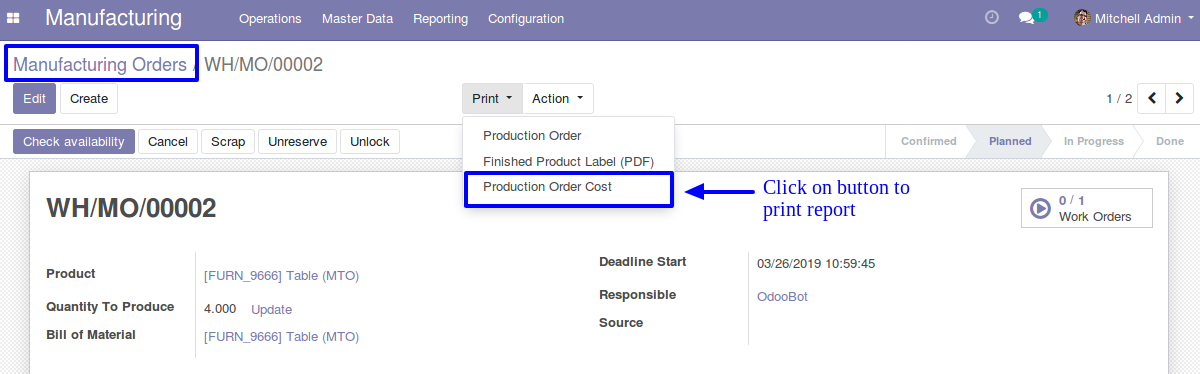 Manufacturing Operations Master Data Reporting Configuration 1 Mitchell Admin
Manufacturing Orders / WH/MO/00002
Edit Create Print Action 1 / 2
Production Order
Finished Product Label (PDF)
Production Order Cost
Check availability Cancel Scrap Unreserve Unlock Confirmed Planned In Progress Done
Click on button to
print report
WH/MO/00002
0 / 1
Work Orders
Product [FURN_9666] Table (MTO)
Quantity To Produce 4.000 Update
Bill of Material [FURN_9666] Table (MTO)
Deadline Start 03/26/2019 10:59:45
Responsible OdooBot
Source